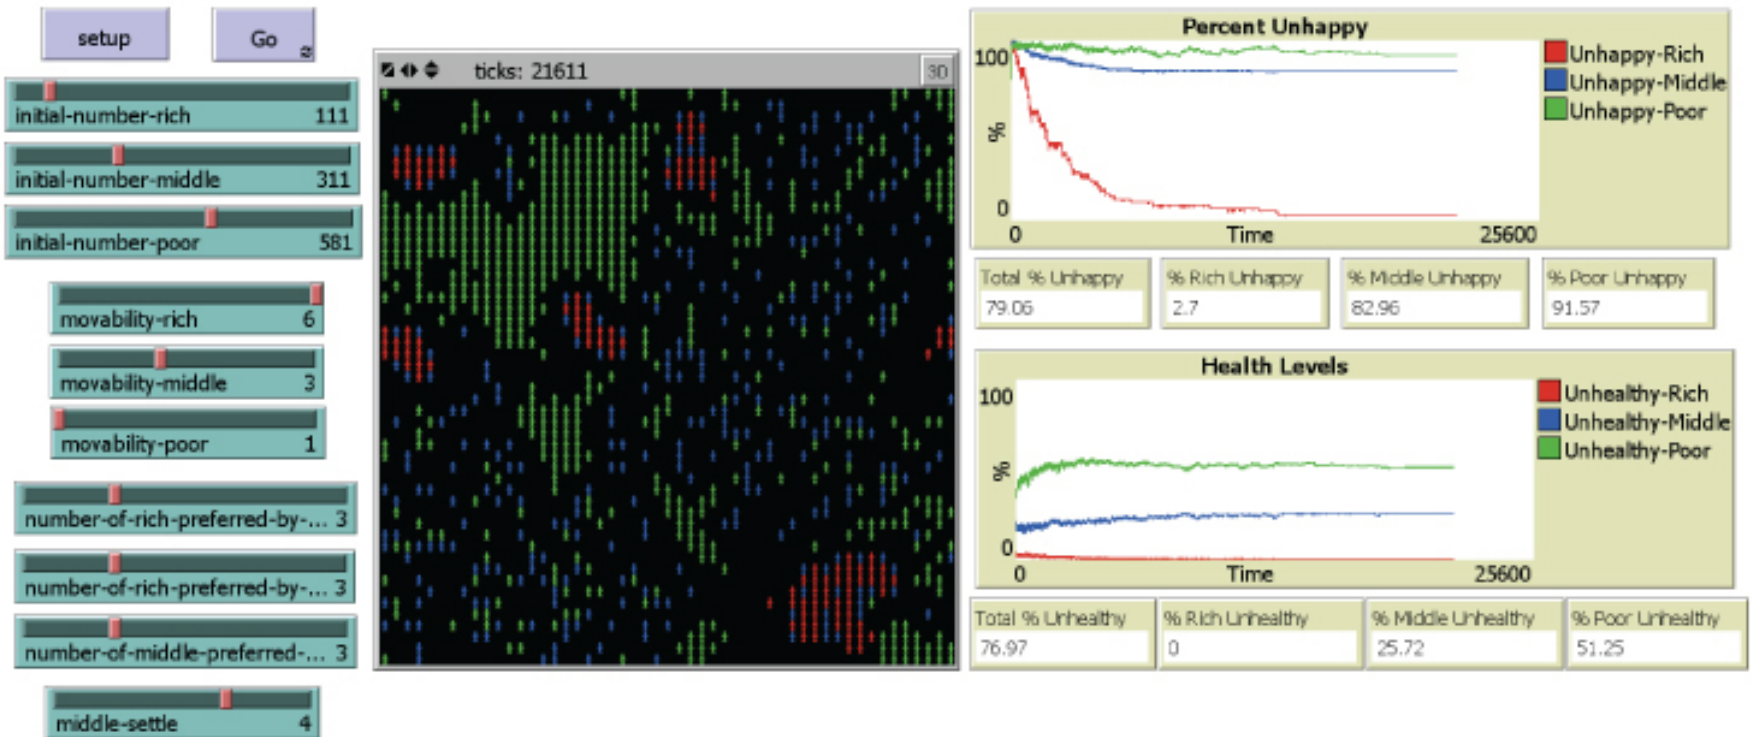 setup
Go
initial-number-rich 111
initial-number-middle 311
initial-number-poor 581
movability-rich 6
movability-middle 3
movability-poor 1
number-of-rich-preferred-by-... 3
number-of-rich-preferred-by-... 3
number-of-middle-preferred-... 3
middle-settle 4
ticks: 21611
3D
Percent Unhappy
100
%
0
0 Time 25600
Unhappy-Rich
Unhappy-Middle
Unhappy-Poor
Total % Unhappy
79.06
% Rich Unhappy
2.7
% Middle Unhappy
82.96
% Poor Unhappy
91.57
Health Levels
100
%
0
0 Time 25600
Unhealthy-Rich
Unhealthy-Middle
Unhealthy-Poor
Total % Unhealthy
76.97
% Rich Unhealthy
0
% Middle Unhealthy
25.72
% Poor Unhealthy
51.25